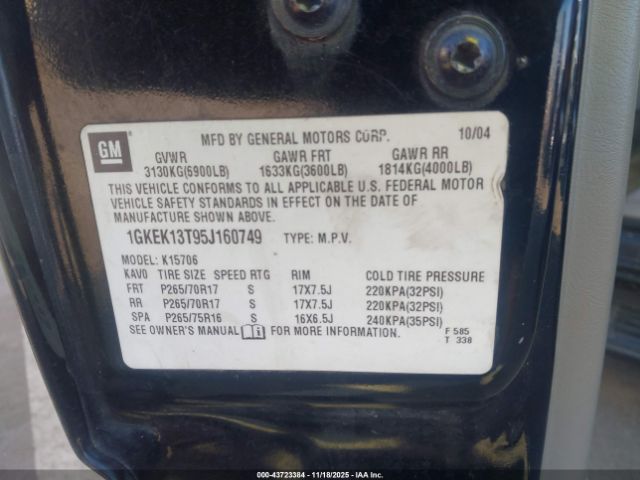 GM
MFD BY GENERAL MOTORS CORP. 10/04
GVWR GAWR FRT GAWR RR
3130KG(6900LB) 1633KG(3600LB) 1814KG(4000LB)
THIS VEHICLE CONFORMS TO ALL APPLICABLE U.S. FEDERAL MOTOR
VEHICLE SAFETY STANDARDS IN EFFECT ON THE DATE OF
MANUFACTURE SHOWN ABOVE.
1GKEK13T95J160749 TYPE: M.P.V.
MODEL: K15706
KAV0 TIRE SIZE SPEED RTG RIM COLD TIRE PRESSURE
FRT P265/70R17 S 17X7.5J 220KPA(32PSI)
RR P265/70R17 S 17X7.5J 220KPA(32PSI)
SPA P265/75R16 S 16X6.5J 240KPA(35PSI)
SEE OWNER'S MANUAL FOR MORE INFORMATION.
F 585
T 338
000-43723384 | 11/18/2025 - IAAI.COM